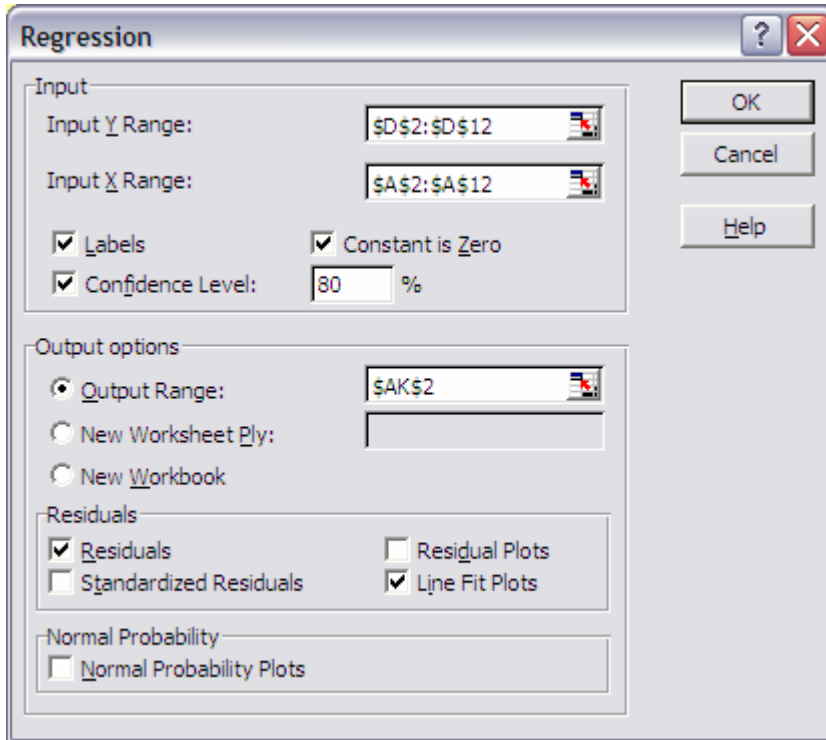 Regression
Input
Input Y Range: $D$2:$D$12
Input X Range: $A$2:$A$12
Labels Constant is Zero
Confidence Level: 80 %
OK
Cancel
Help
Output options
Output Range: $AK$2
New Worksheet Ply:
New Workbook
Residuals
Residuals Residual Plots
Standardized Residuals Line Fit Plots
Normal Probability
Normal Probability Plots